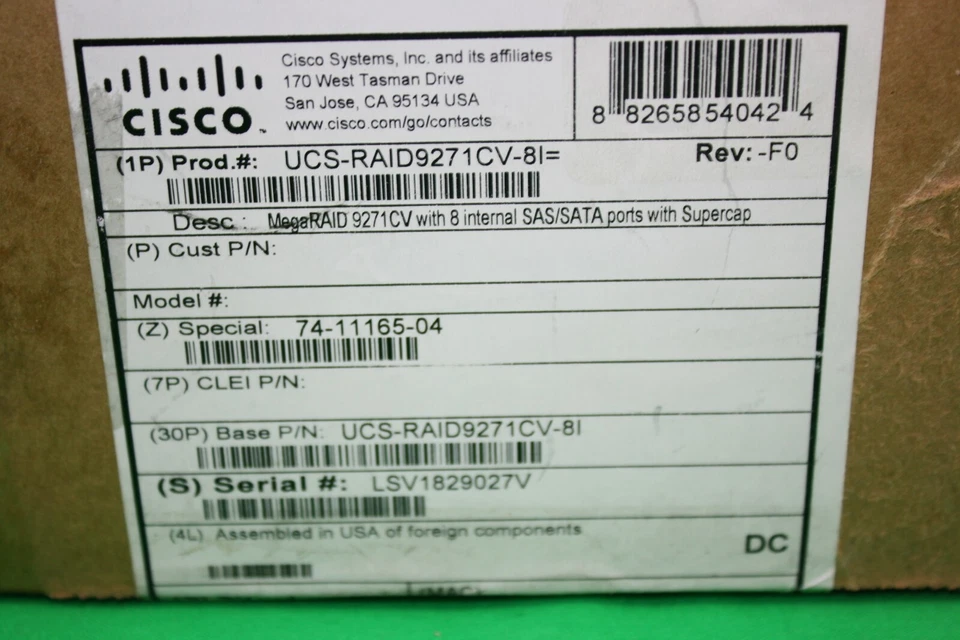 CISCO
Cisco Systems, Inc. and its affiliates
170 West Tasman Drive
San Jose, CA 95134 USA
www.cisco.com/go/contacts
8 82658 54042 4
(1P) Prod.#: UCS-RAID9271CV-8I= Rev: -F0
Desc : MegaRAID 9271CV with 8 internal SAS/SATA ports with Supercap
(P) Cust P/N:
Model #:
(Z) Special: 74-11165-04
(7P) CLEI P/N:
(30P) Base P/N: UCS-RAID9271CV-8I
(S) Serial #: LSV1829027V
(4L) Assembled in USA of foreign components
DC